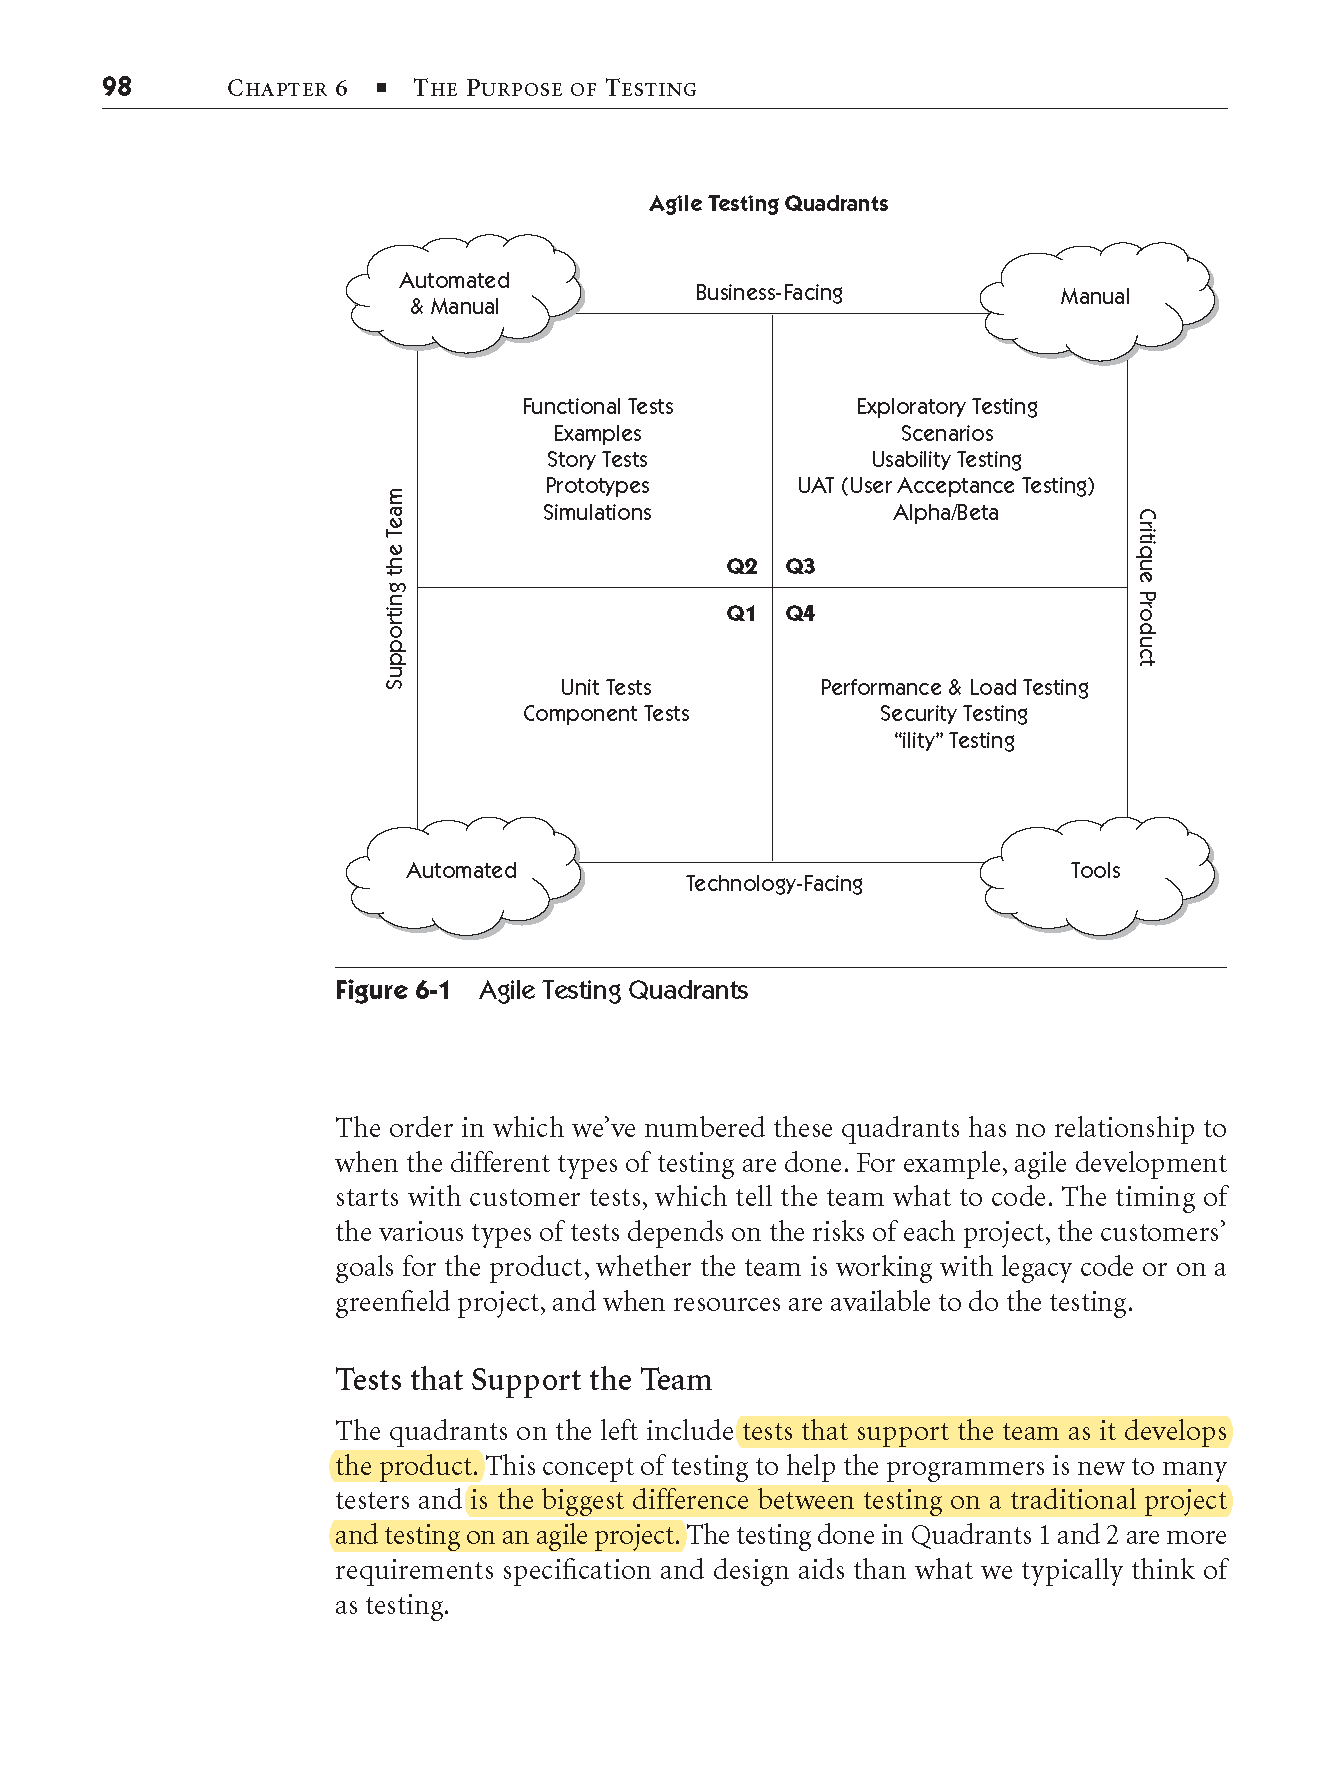 98 CHAPTER 6 ■ THE PURPOSE OF TESTING
Agile Testing Quadrants
Automated
& Manual
Business-Facing
Manual
Functional Tests
Examples
Story Tests
Prototypes
Simulations
Exploratory Testing
Scenarios
Usability Testing
UAT (User Acceptance Testing)
Alpha/Beta
Supporting the Team
Critique Product
Q2 Q3
Q1 Q4
Unit Tests
Component Tests
Performance & Load Testing
Security Testing
“ility” Testing
Automated
Technology-Facing
Tools
Figure 6-1 Agile Testing Quadrants
The order in which we’ve numbered these quadrants has no relationship to
when the different types of testing are done. For example, agile development
starts with customer tests, which tell the team what to code. The timing of
the various types of tests depends on the risks of each project, the customers’
goals for the product, whether the team is working with legacy code or on a
greenfield project, and when resources are available to do the testing.
Tests that Support the Team
The quadrants on the left include tests that support the team as it develops
the product. This concept of testing to help the programmers is new to many
testers and is the biggest difference between testing on a traditional project
and testing on an agile project. The testing done in Quadrants 1 and 2 are more
requirements specification and design aids than what we typically think of
as testing.